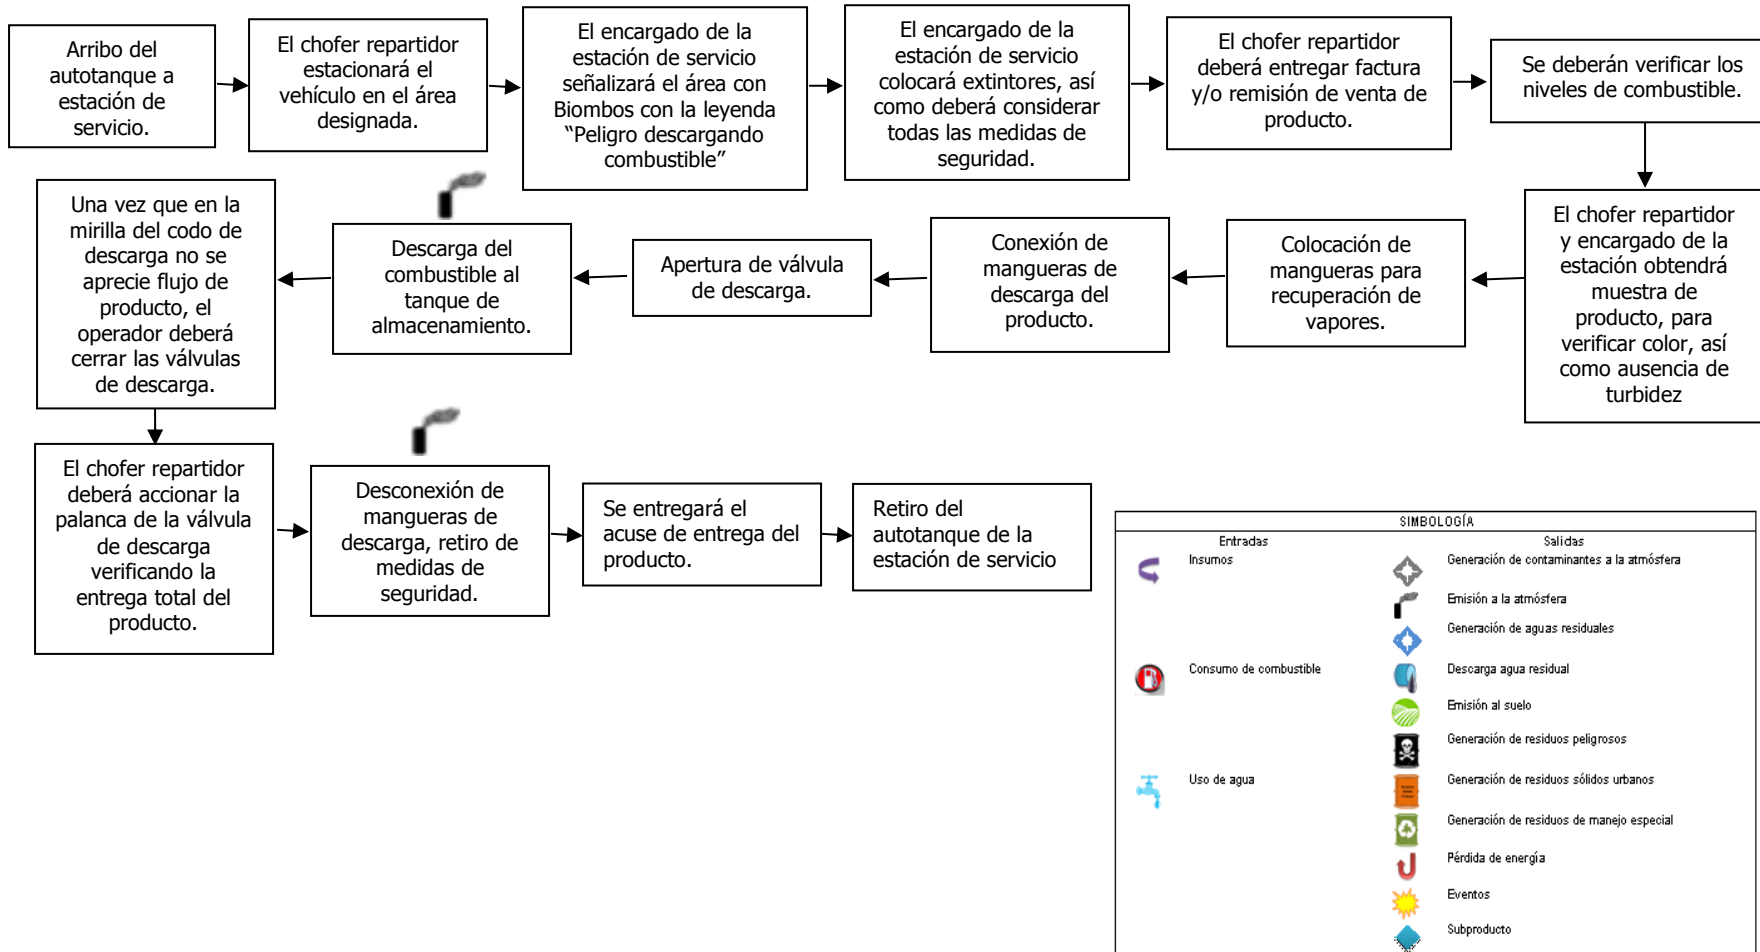 Arribo del
autotanque a
estación de
servicio.
El chofer repartidor
estacionará el
vehículo en el área
designada.
El encargado de la
estación de servicio
señalizará el área con
Biombos con la leyenda
“Peligro descargando
combustible”
El encargado de la
estación de servicio
colocará extintores, así
como deberá considerar
todas las medidas de
seguridad.
El chofer repartidor
deberá entregar factura
y/o remisión de venta de
producto.
Se deberán verificar los
niveles de combustible.
El chofer repartidor
y encargado de la
estación obtendrá
muestra de
producto, para
verificar color, así
como ausencia de
turbidez
Colocación de
mangueras para
recuperación de
vapores.
Conexión de
mangueras de
descarga del
producto.
Apertura de válvula
de descarga.
Descarga del
combustible al
tanque de
almacenamiento.
Una vez que en la
mirilla del codo de
descarga no se
aprecie flujo de
producto, el
operador deberá
cerrar las válvulas
de descarga.
El chofer repartidor
deberá accionar la
palanca de la válvula
de descarga
verificando la
entrega total del
producto.
Desconexión de
mangueras de
descarga, retiro de
medidas de
seguridad.
Se entregará el
acuse de entrega del
producto.
Retiro del
autotanque de la
estación de servicio
SIMBOLOGÍA
Entradas
Insumos
Consumo de combustible
Uso de agua
Salidas
Generación de contaminantes a la atmósfera
Emisión a la atmósfera
Generación de aguas residuales
Descarga agua residual
Emisión al suelo
Generación de residuos peligrosos
Generación de residuos sólidos urbanos
Generación de residuos de manejo especial
Pérdida de energía
Eventos
Subproducto